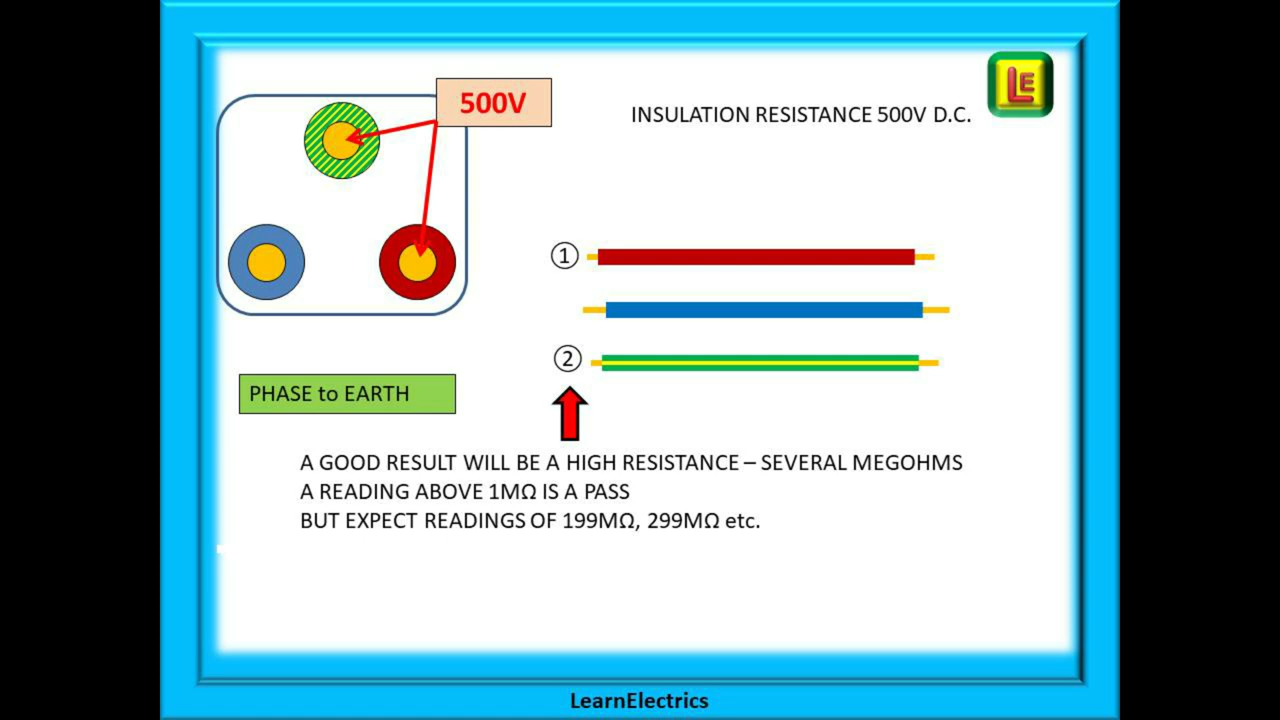 500V
LE
INSULATION RESISTANCE 500V D.C.
①
②
PHASE to EARTH
A GOOD RESULT WILL BE A HIGH RESISTANCE – SEVERAL MEGOHMS
A READING ABOVE 1MΩ IS A PASS
BUT EXPECT READINGS OF 199MΩ, 299MΩ etc.
LearnElectrics